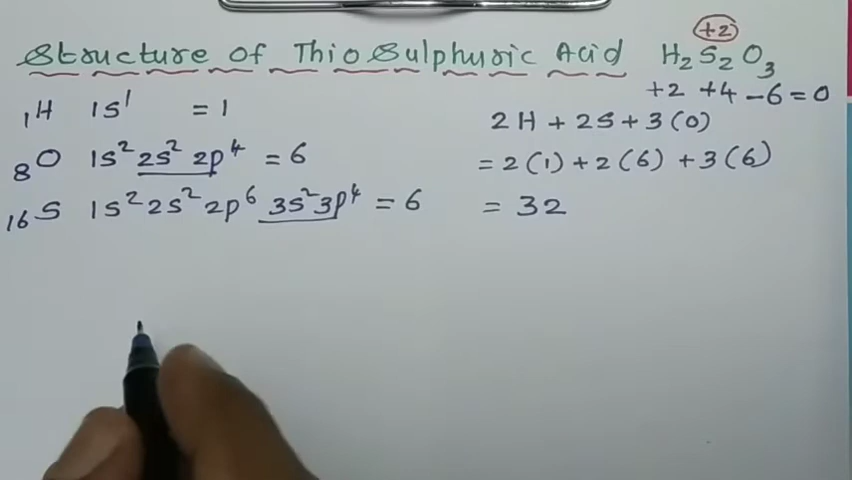 Structure of Thio Sulphuric Acid H₂S₂O₃
+2
+2 +4 -6 = 0
₁H 1s¹ = 1
2H + 2S + 3(O)
₈O 1s² 2s² 2p⁴ = 6
= 2(1) + 2(6) + 3(6)
₁₆S 1s² 2s² 2p⁶ 3s² 3p⁴ = 6
= 32